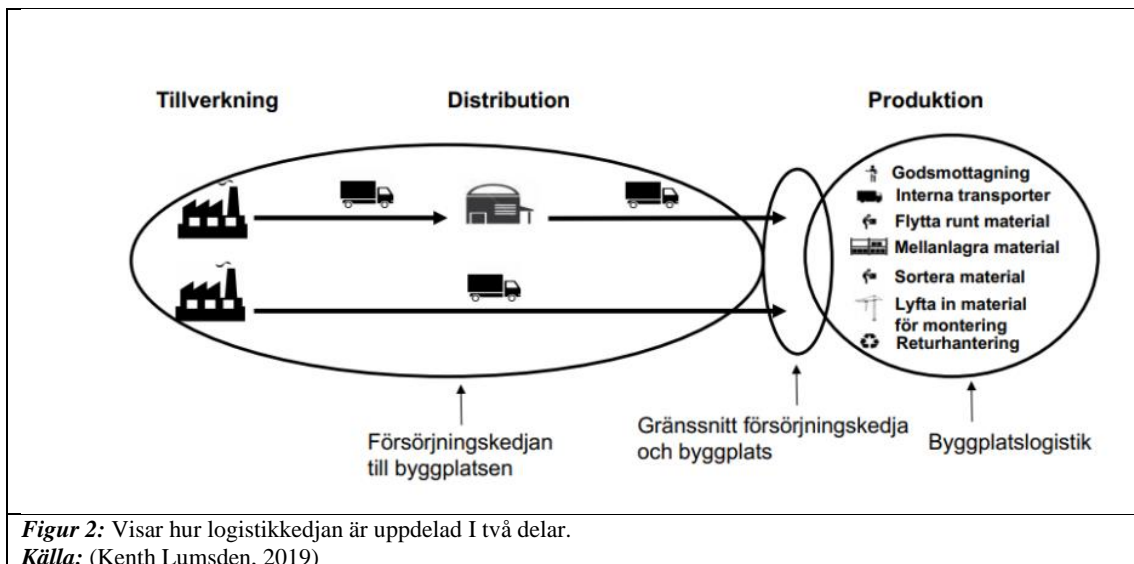 Tillverkning
Distribution
Produktion
Godsmottagning
Interna transporter
Flytta runt material
Mellanlagra material
Sortera material
Lyfta in material
för montering
Returhantering
Försörjningskedjan
till byggplatsen
Gränssnitt försörjningskedja
och byggplats
Byggplatslogistik
Figur 2: Visar hur logistikkedjan är uppdelad I två delar.
Källa: (Kenth Lumsden, 2019)